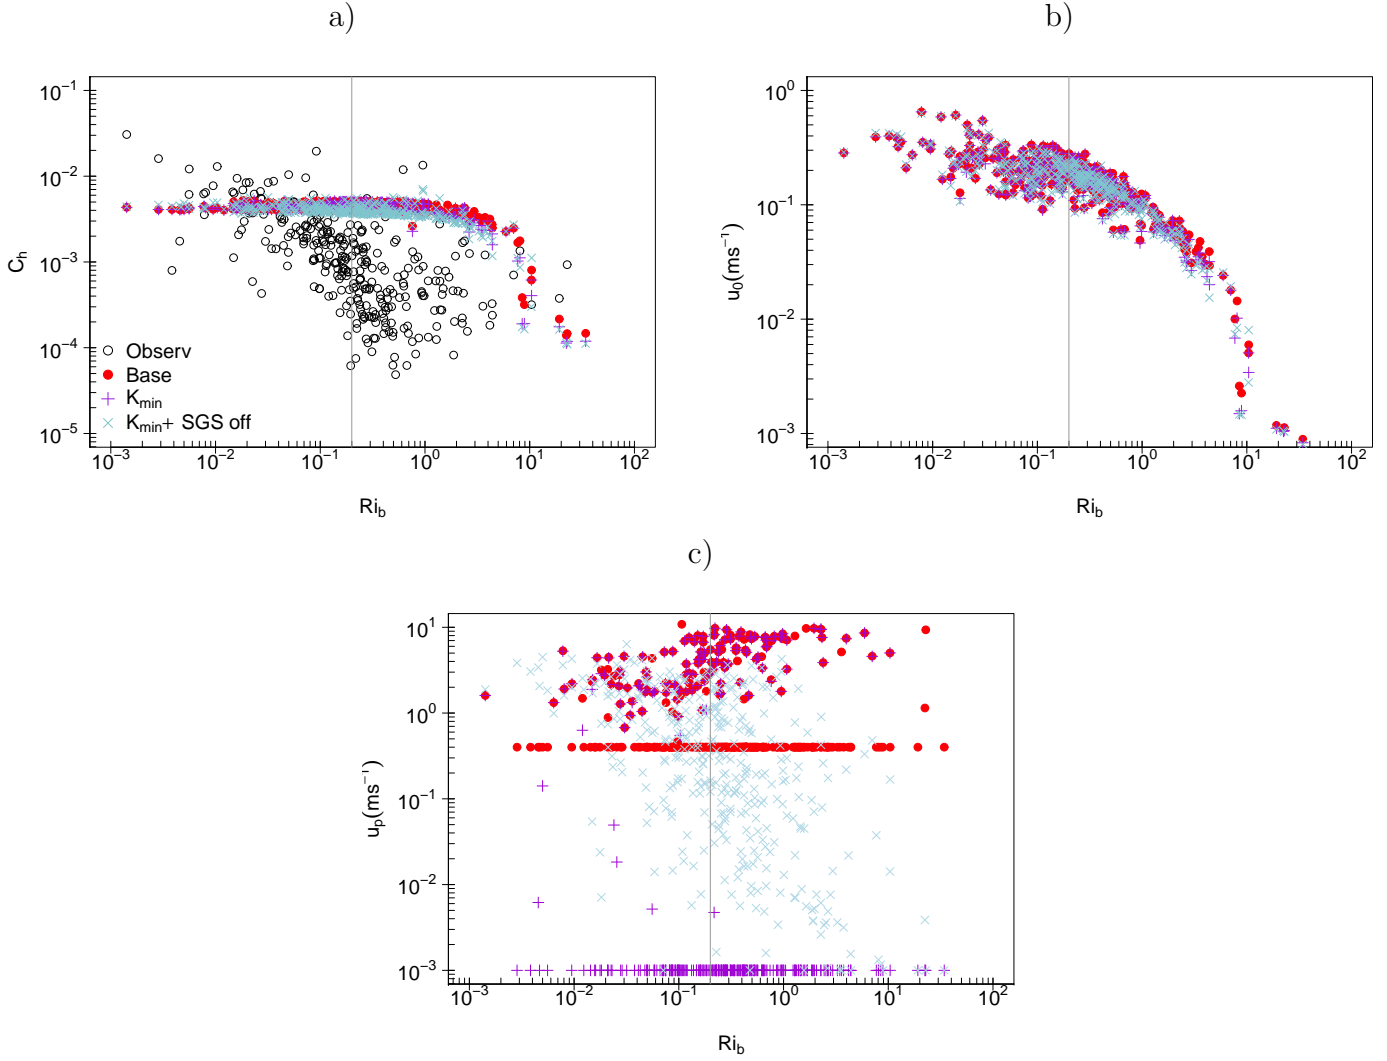 a)
10⁻¹
10⁻²
10⁻³
10⁻⁴
10⁻⁵
Cₕ
Observ
Base
Kmin
Kmin+ SGS off
10⁻³ 10⁻² 10⁻¹ 10⁰ 10¹ 10²
Rib
b)
10⁰
10⁻¹
10⁻²
10⁻³
u₀(ms⁻¹)
10⁻³ 10⁻² 10⁻¹ 10⁰ 10¹ 10²
Rib
c)
10¹
10⁰
10⁻¹
10⁻²
10⁻³
uₚ(ms⁻¹)
10⁻³ 10⁻² 10⁻¹ 10⁰ 10¹ 10²
Rib